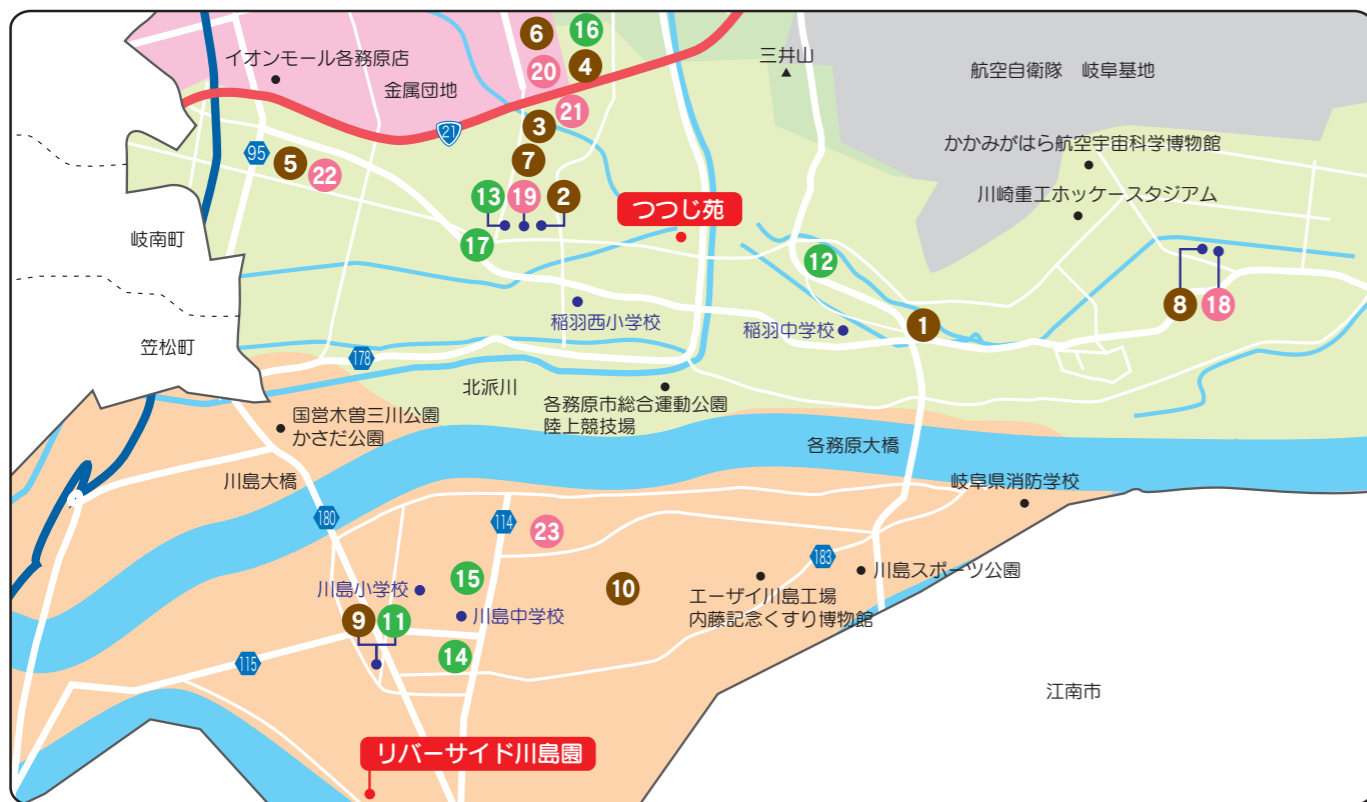 6
16
イオンモール各務原店
20
4
三井山
航空自衛隊 岐阜基地
金属団地
21
21
3
95
5
22
7
かかみがはら航空宇宙科学博物館
13
19
2
つつじ苑
川崎重工ホッケースタジアム
岐南町
17
12
8
18
稲羽西小学校
稲羽中学校
1
笠松町
178
北派川
各務原市総合運動公園
陸上競技場
国営木曽三川公園
かさだ公園
各務原大橋
川島大橋
岐阜県消防学校
180
114
23
183
川島スポーツ公園
川島小学校
15
10
エーザイ川島工場
内藤記念くすり博物館
9
11
川島中学校
14
115
江南市
リバーサイド川島園